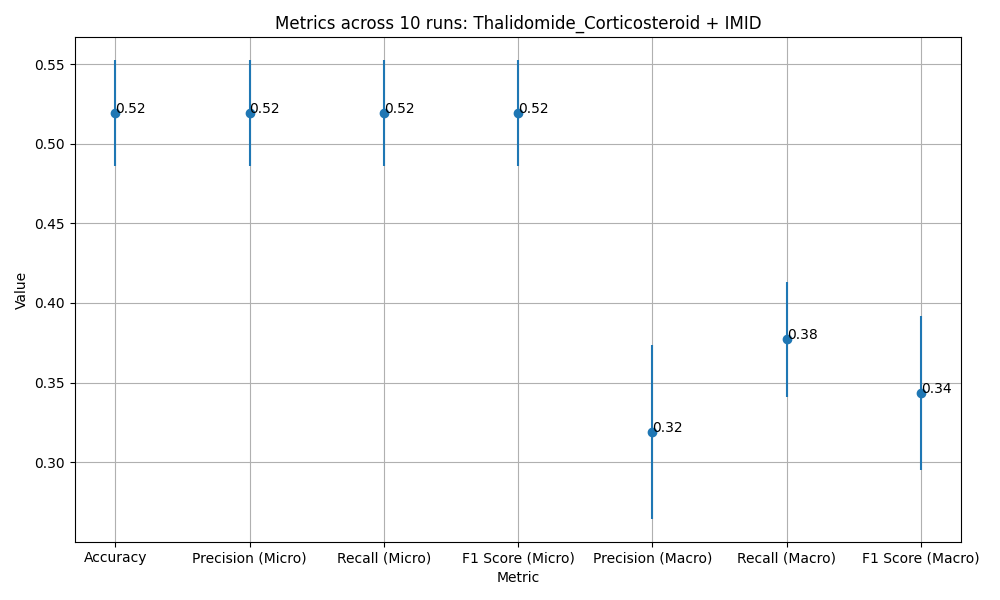 Metrics across 10 runs: Thalidomide_Corticosteroid + IMID
Value
0.55
0.50
0.45
0.40
0.35
0.30
0.52
0.52
0.52
0.52
0.32
0.38
0.34
Accuracy
Precision (Micro)
Recall (Micro)
F1 Score (Micro)
Precision (Macro)
Recall (Macro)
F1 Score (Macro)
Metric